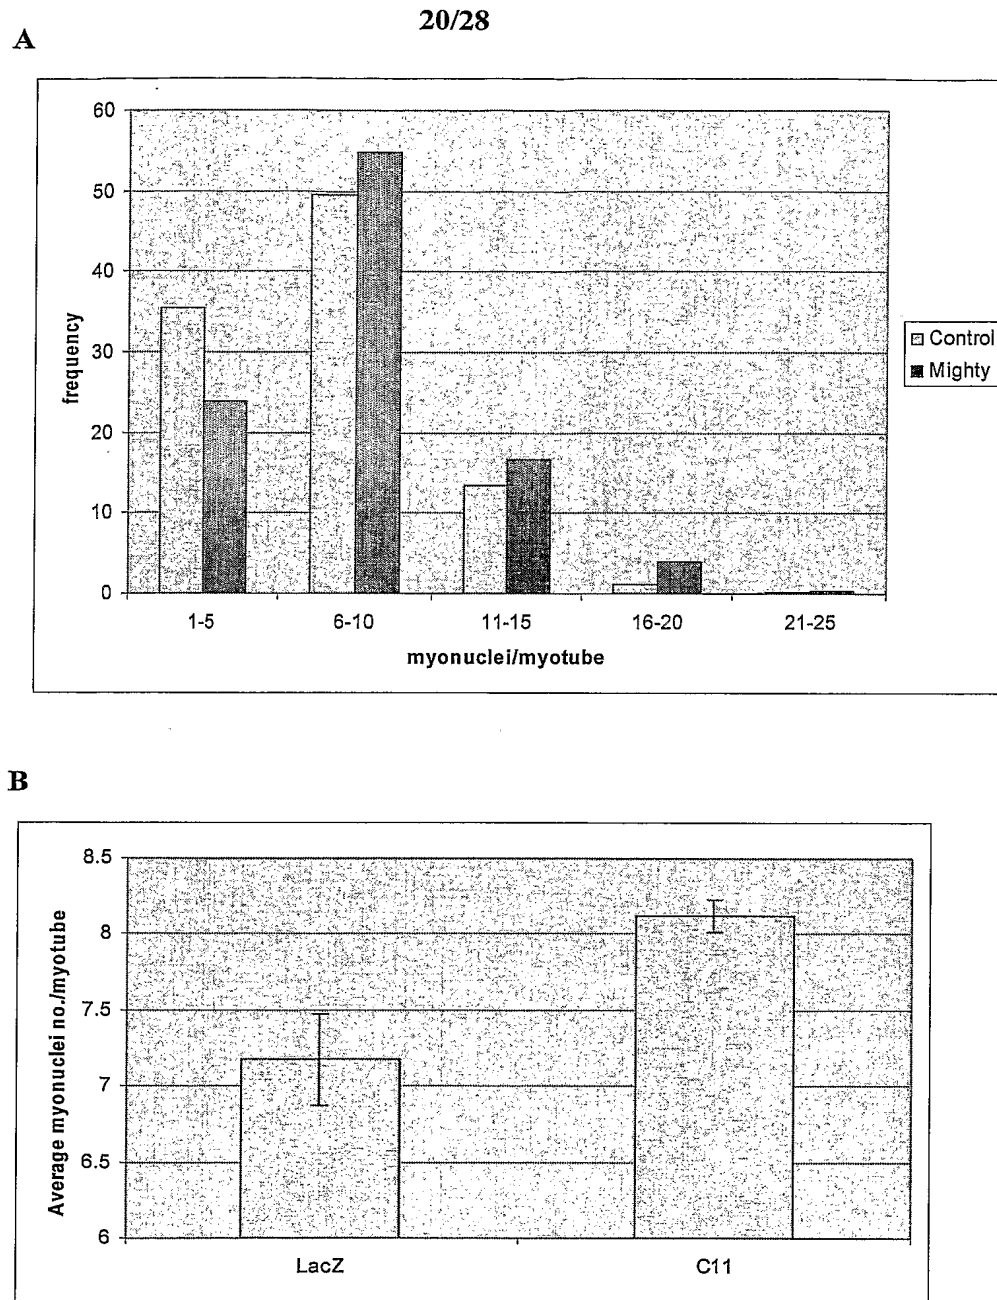 20/28
A
60
50
40
30
20
10
0
frequency
1-5 6-10 11-15 16-20 21-25
myonuclei/myotube
Control
Mighty
B
8.5
8
7.5
7
6.5
6
Average myonuclei no./myotube
LacZ C11